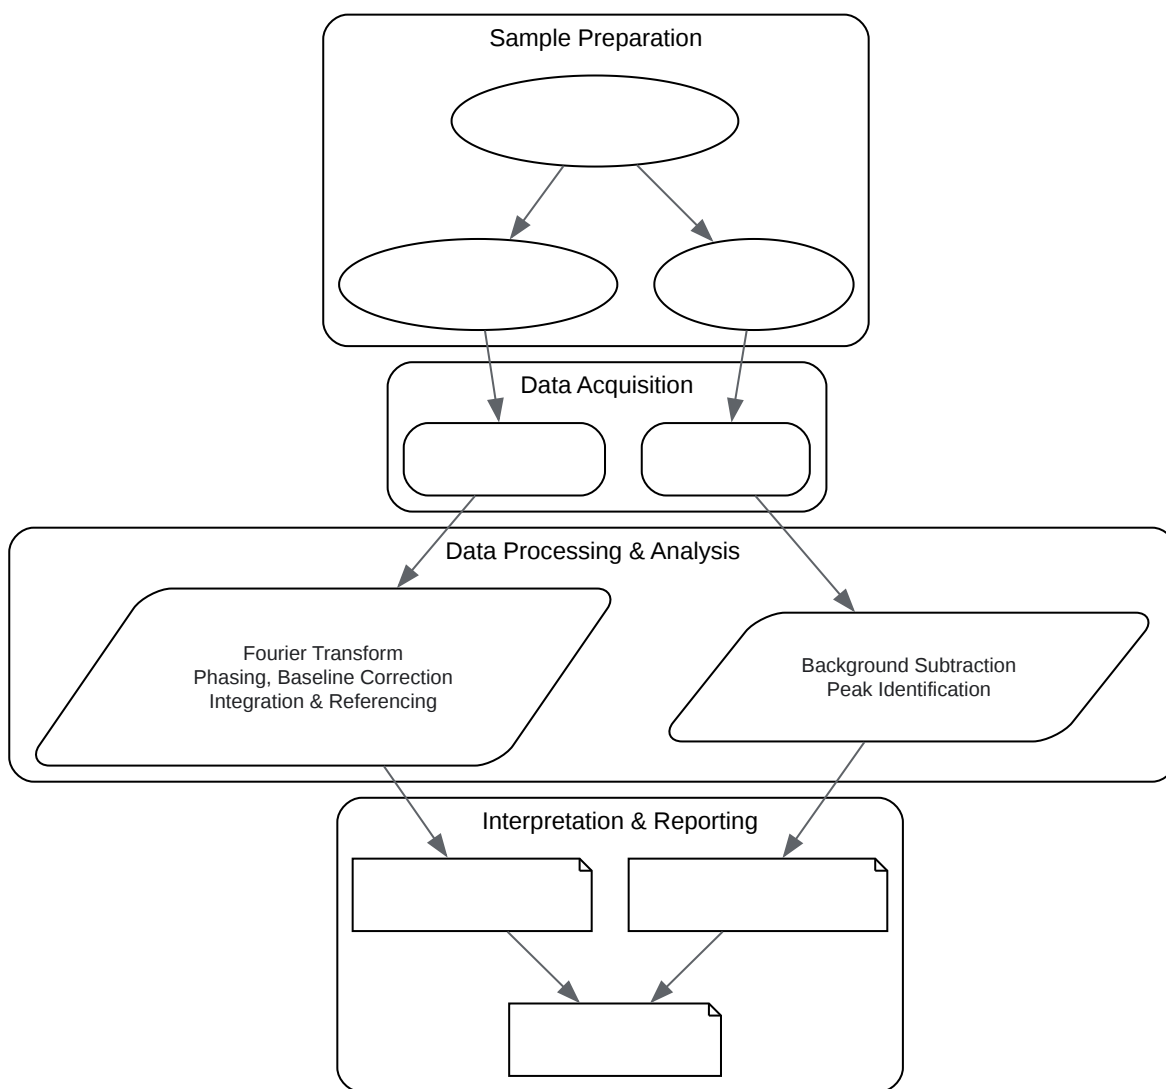 Sample Preparation
Data Acquisition
Data Processing & Analysis
Fourier Transform
Phasing, Baseline Correction
Integration & Referencing
Background Subtraction
Peak Identification
Interpretation & Reporting